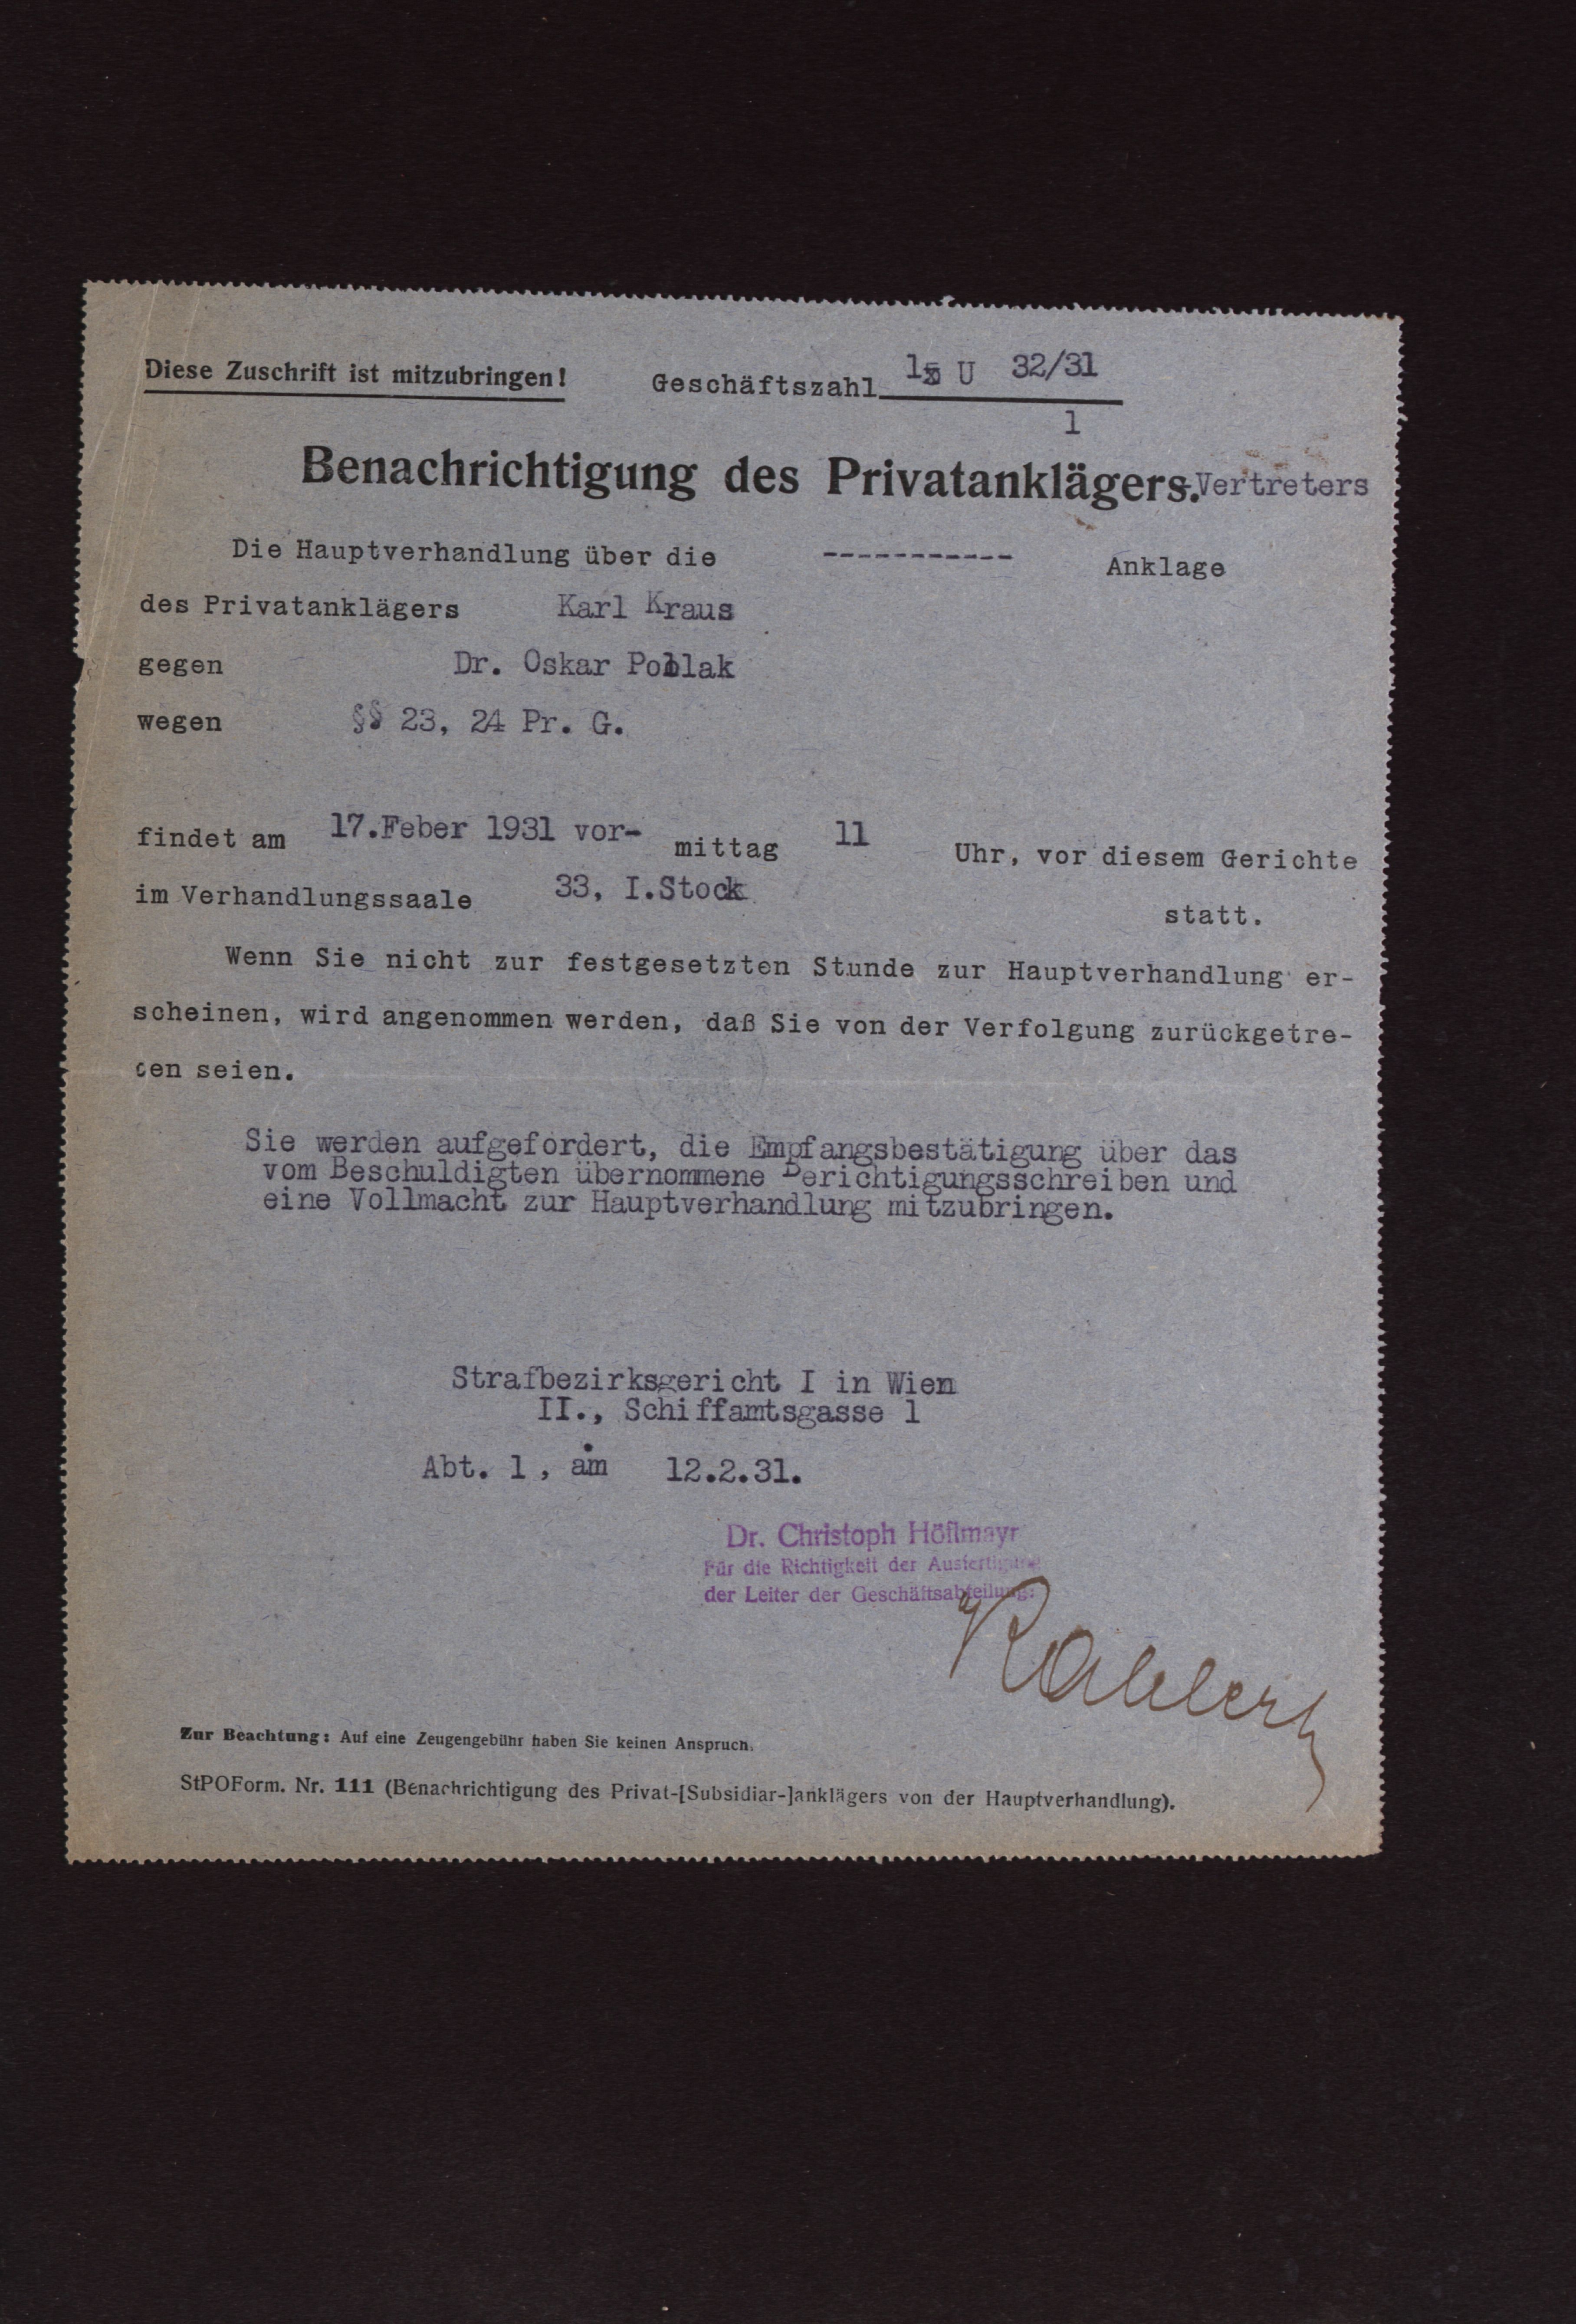 Diese Zuschrift ist mitzubringen!
Geschäftszahl 1 U 32/31
1
Benachrichtigung des Privatanklägers.-Vertreters
Die Hauptverhandlung über die ----------- Anklage
des Privatanklägers Karl Kraus
gegen Dr. Oskar Pollak
wegen §§ 23, 24 Pr. G.
findet am 17.Feber 1931 vor- mittag 11 Uhr, vor diesem Gerichte
im Verhandlungssaale 33, I.Stock statt.
Wenn Sie nicht zur festgesetzten Stunde zur Hauptverhandlung er-
scheinen, wird angenommen werden, daß Sie von der Verfolgung zurückgetre-
ten seien.
Sie werden aufgefordert, die Empfangsbestätigung über das
vom Beschuldigten übernommene Berichtigungsschreiben und
eine Vollmacht zur Hauptverhandlung mitzubringen.
Strafbezirksgericht I in Wien
II., Schiffamtsgasse 1
Abt. 1, am 12.2.31.
Dr. Christoph Höflmayr
Für die Richtigkeit der Ausfertigung
der Leiter der Geschäftsabteilung:
Zur Beachtung: Auf eine Zeugengebühr haben Sie keinen Anspruch.
StPOForm. Nr. 111 (Benachrichtigung des Privat-[Subsidiar-]anklägers von der Hauptverhandlung).